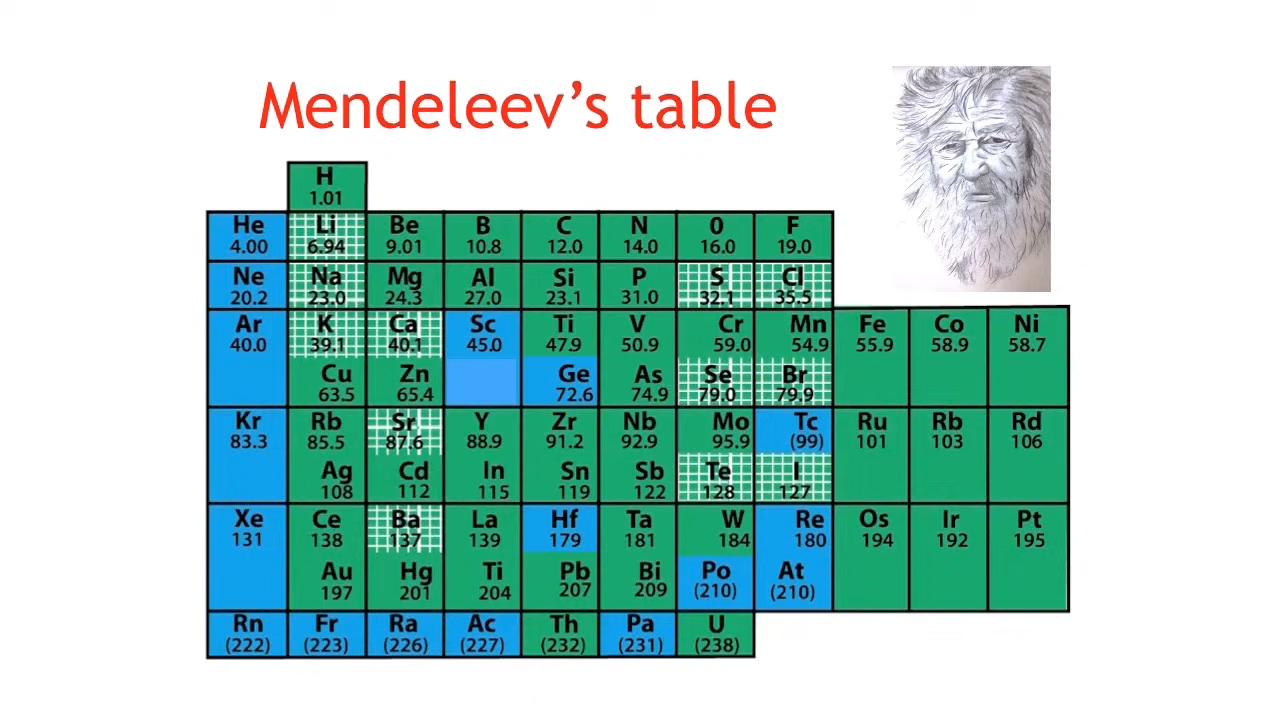 Mendeleev's table
H
1.01
He Li Be B C N 0 F
4.00 6.94 9.01 10.8 12.0 14.0 16.0 19.0
Ne Na Mg Al Si P S Cl
20.2 23.0 24.3 27.0 23.1 31.0 32.1 35.5
Ar K Ca Sc Ti V Cr Mn Fe Co Ni
40.0 39.1 40.1 45.0 47.9 50.9 59.0 54.9 55.9 58.9 58.7
Cu Zn Ge As Se Br
63.5 65.4 72.6 74.9 79.0 79.9
Kr Rb Sr Y Zr Nb Mo Tc Ru Rb Rd
83.3 85.5 87.6 88.9 91.2 92.9 95.9 (99) 101 103 106
Ag Cd In Sn Sb Te I
108 112 115 119 122 128 127
Xe Ce Ba La Hf Ta W Re Os Ir Pt
131 138 137 139 179 181 184 180 194 192 195
Au Hg Ti Pb Bi Po At
197 201 204 207 209 (210) (210)
Rn Fr Ra Ac Th Pa U
(222) (223) (226) (227) (232) (231) (238)